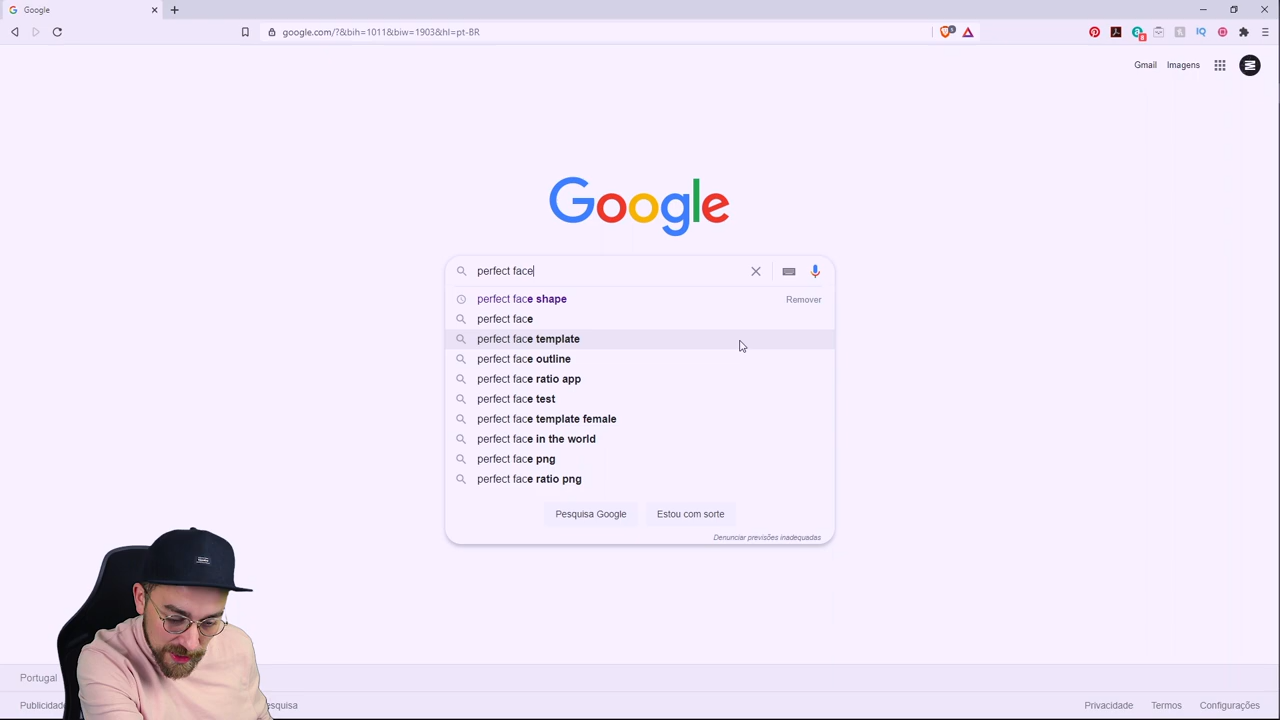 Google
google.com/?&bih=1011&biw=1903&hl=pt-BR
IQ
Gmail
Imagens
Google
perfect face
perfect face shape
Remover
perfect face
perfect face template
perfect face outline
perfect face ratio app
perfect face test
perfect face template female
perfect face in the world
perfect face png
perfect face ratio png
Pesquisa Google
Estou com sorte
Denunciar previsões inadequadas
Portugal
Publicidade
esquisa
Privacidade
Termos
Configurações